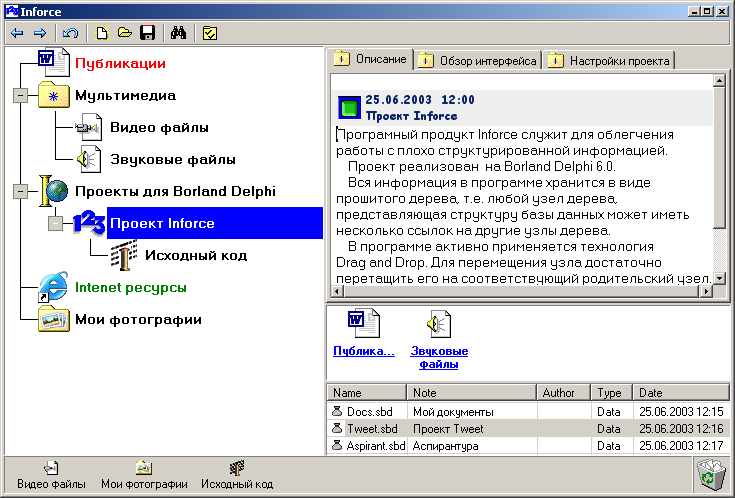 Inforce
Публикации
Мультимедиа
Видео файлы
Звуковые файлы
Проекты для Borland Delphi
123
Проект Inforce
Исходный код
Intenet ресурсы
Мои фотографии
Описание
Обзор интерфейса
Настройки проекта
25.06.2003 12:00
Проект Inforce
Програмный продукт Inforce служит для облегчения
работы с плохо структурированной информацией.
Проект реализован на Borland Delphi 6.0.
Вся информация в программе хранится в виде
прошитого дерева, т.е. любой узел дерева,
представляющая структуру базы данных может иметь
несколько ссылок на другие узлы дерева.
В программе активно применяется технология
Drag and Drop. Для перемещения узла достаточно
перетащить его на соответствующий родительский узел.
Публика...
Звуковые
файлы
Name Note Author Type Date
Docs.sbd Мой документы Data 25.06.2003 12:15
Tweet.sbd Проект Tweet Data 25.06.2003 12:16
Aspirant.sbd Аспирантура Data 25.06.2003 12:17
Видео файлы Мои фотографии Исходный код